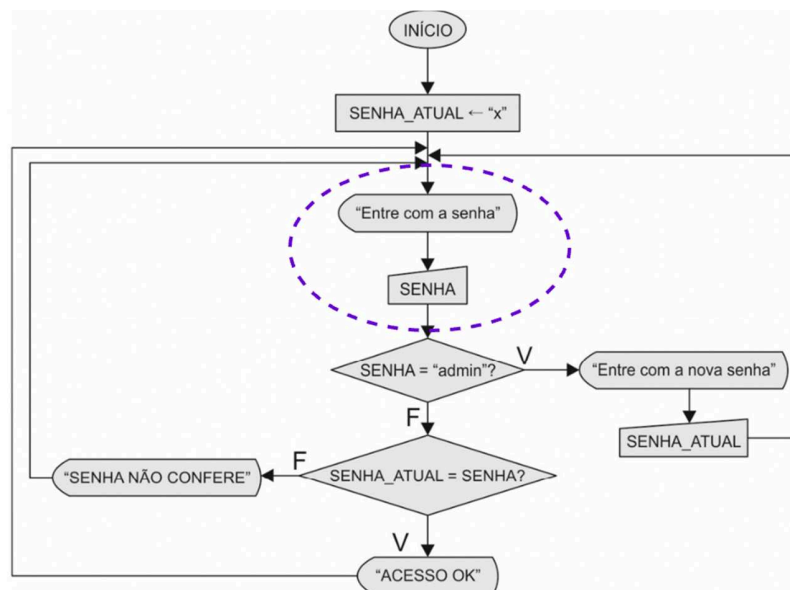 INÍCIO
SENHA_ATUAL ← “x”
“Entre com a senha”
SENHA
SENHA = “admin”?
V
“Entre com a nova senha”
SENHA_ATUAL
F
SENHA_ATUAL = SENHA?
F
“SENHA NÃO CONFERE”
V
“ACESSO OK”